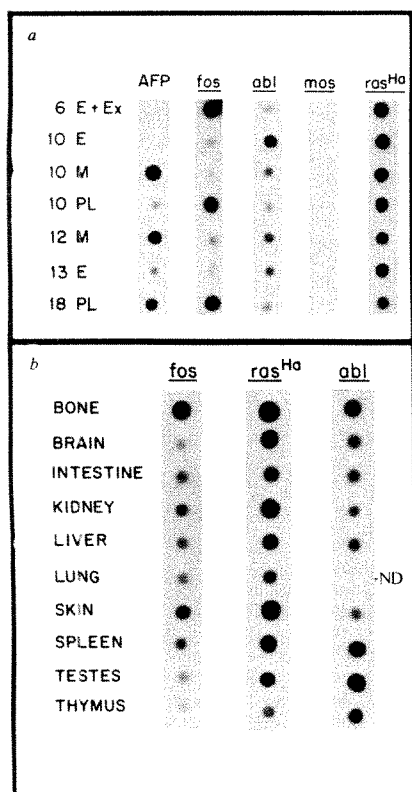 a
AFP fos abl mos ras^Ha
6 E + Ex
10 E
10 M
10 PL
12 M
13 E
18 PL
b
fos ras^Ha abl
BONE
BRAIN
INTESTINE
KIDNEY
LIVER
LUNG -ND
SKIN
SPLEEN
TESTES
THYMUS